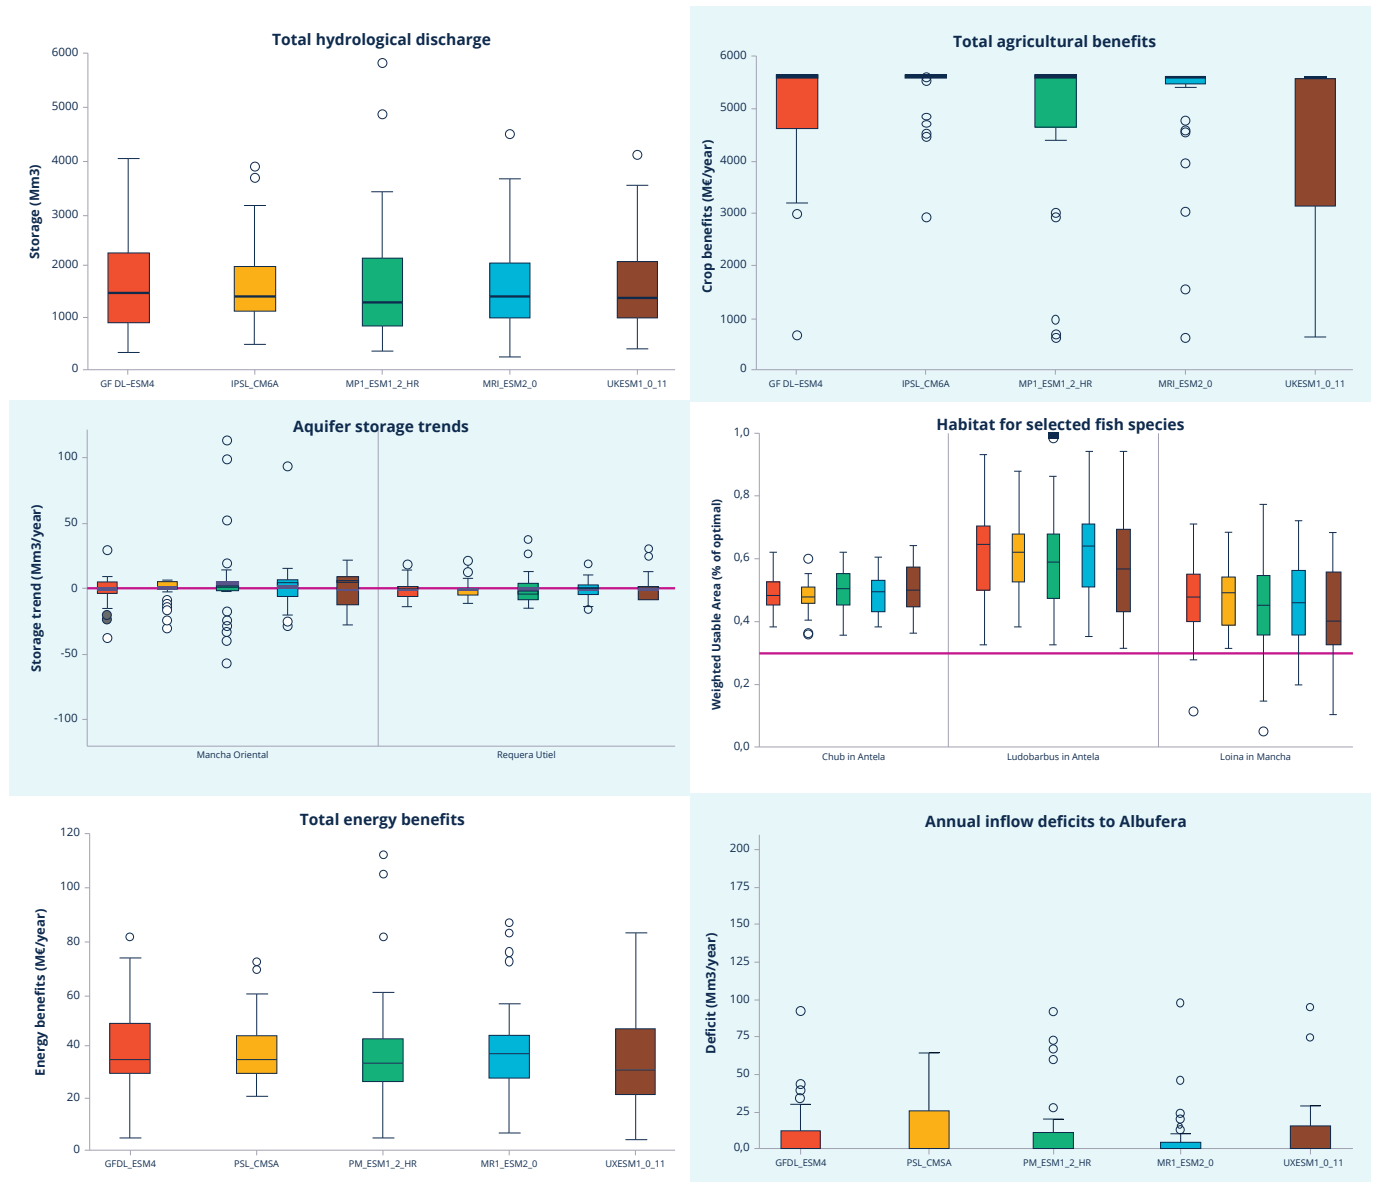 Total hydrological discharge
Storage (Mm3)
6000
5000
4000
3000
2000
1000
0
GF DL–ESM4
IPSL_CM6A
MP1_ESM1_2_HR
MRI_ESM2_0
UKESM1_0_11
Total agricultural benefits
Crop benefits (M€/year)
6000
5000
4000
3000
2000
1000
0
GF DL–ESM4
IPSL_CM6A
MP1_ESM1_2_HR
MRI_ESM2_0
UKESM1_0_11
Aquifer storage trends
Storage trend (Mm3/year)
100
50
0
-50
-100
Mancha Oriental
Requera Utiel
Habitat for selected fish species
Weighted Usable Area (% of optimal)
1,0
0,8
0,6
0,4
0,2
0,0
Chub in Antela
Ludobarbus in Antela
Loina in Mancha
Total energy benefits
Energy benefits (M€/year)
120
100
80
60
40
20
0
GFDL_ESM4
PSL_CMSA
PM_ESM1_2_HR
MR1_ESM2_0
UXESM1_0_11
Annual inflow deficits to Albufera
Deficit (Mm3/year)
200
175
150
125
100
75
50
25
0,0
GFDL_ESM4
PSL_CMSA
PM_ESM1_2_HR
MR1_ESM2_0
UXESM1_0_11